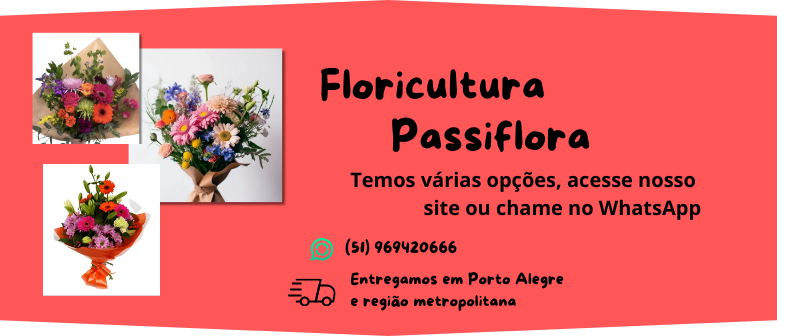 Floricultura
Passiflora
Temos várias opções, acesse nosso
site ou chame no WhatsApp
(51) 969420666
Entregamos em Porto Alegre
e região metropolitana